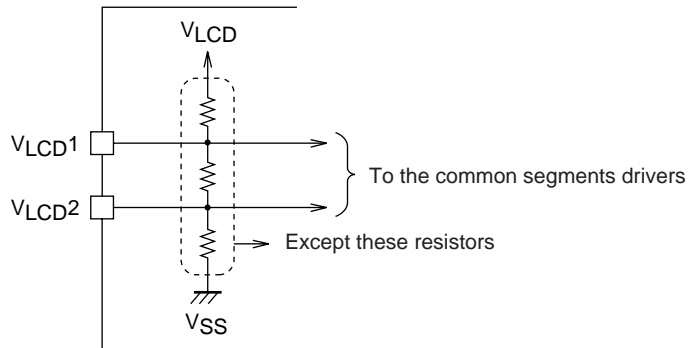 VLCD
VLCD1
To the common segments drivers
VLCD2
Except these resistors
VSS